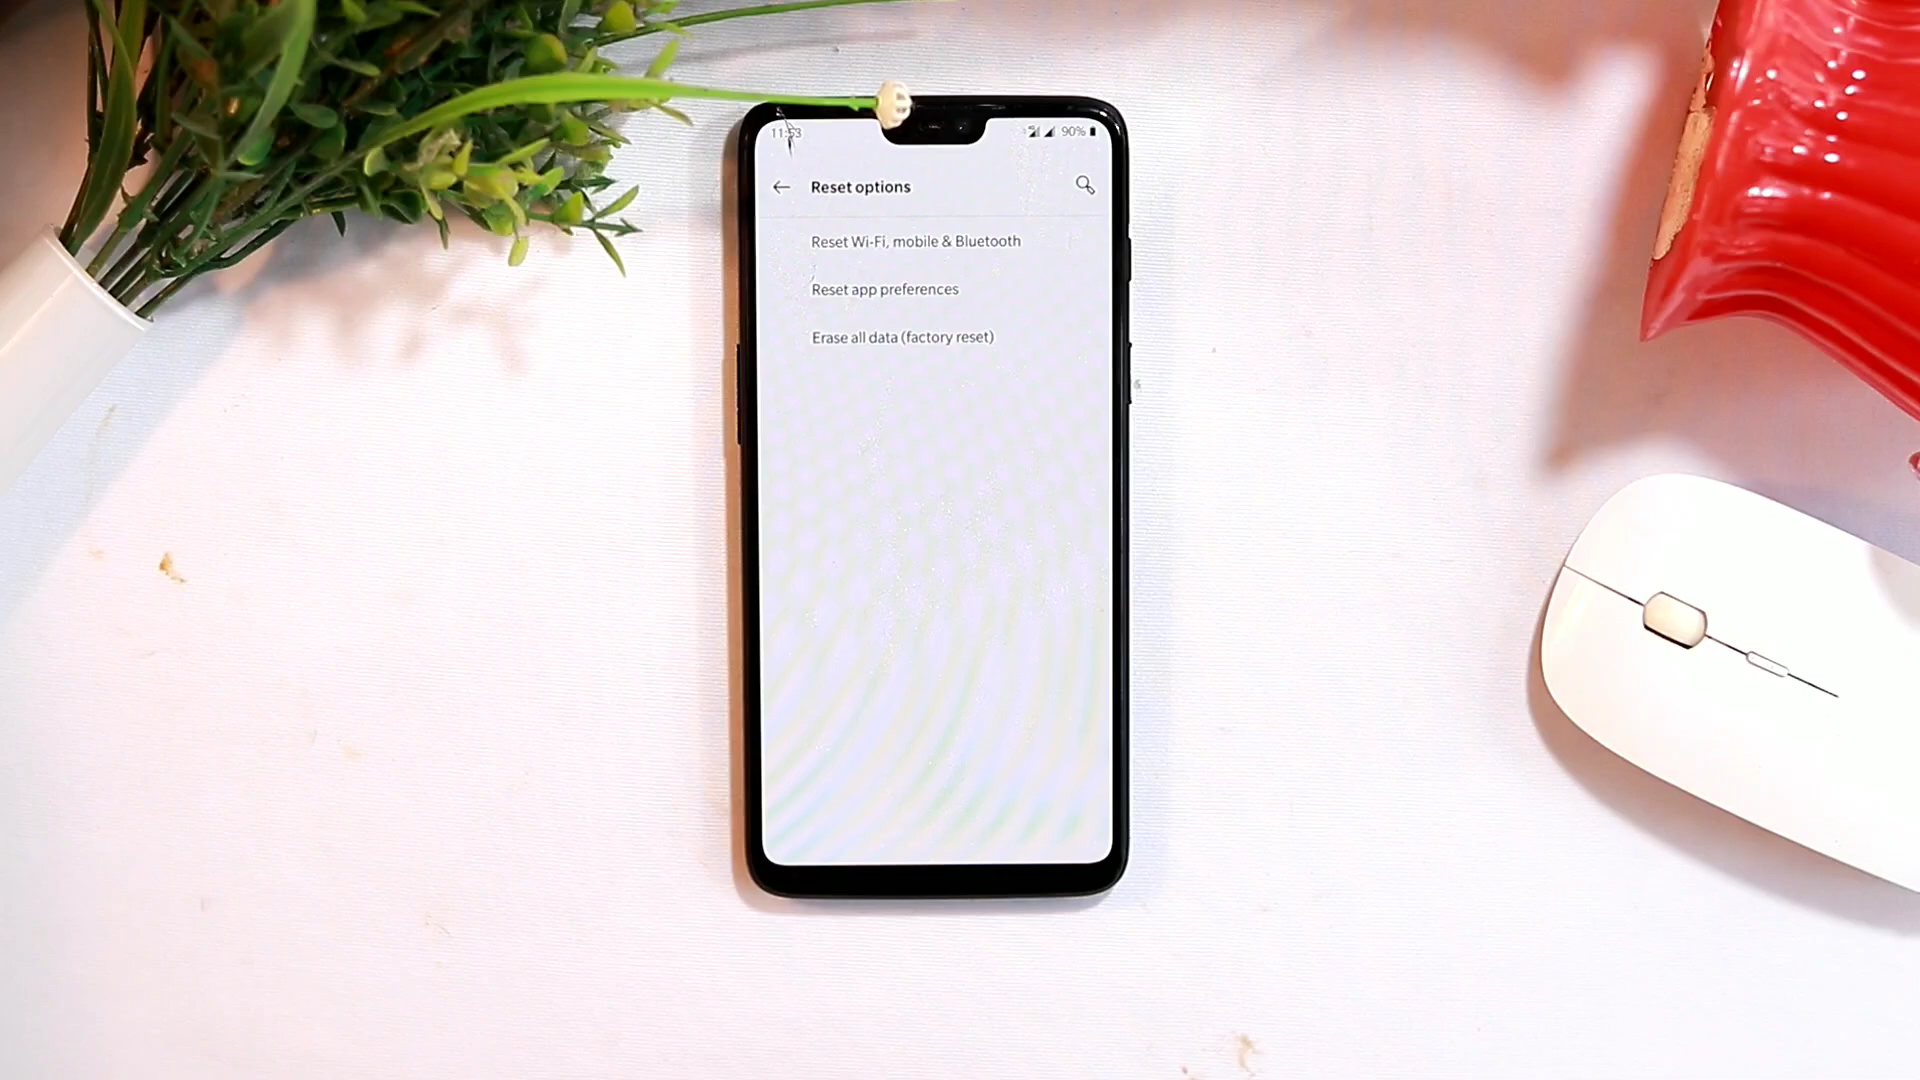 11:53
90%
Reset options
Reset Wi-Fi, mobile & Bluetooth
Reset app preferences
Erase all data (factory reset)